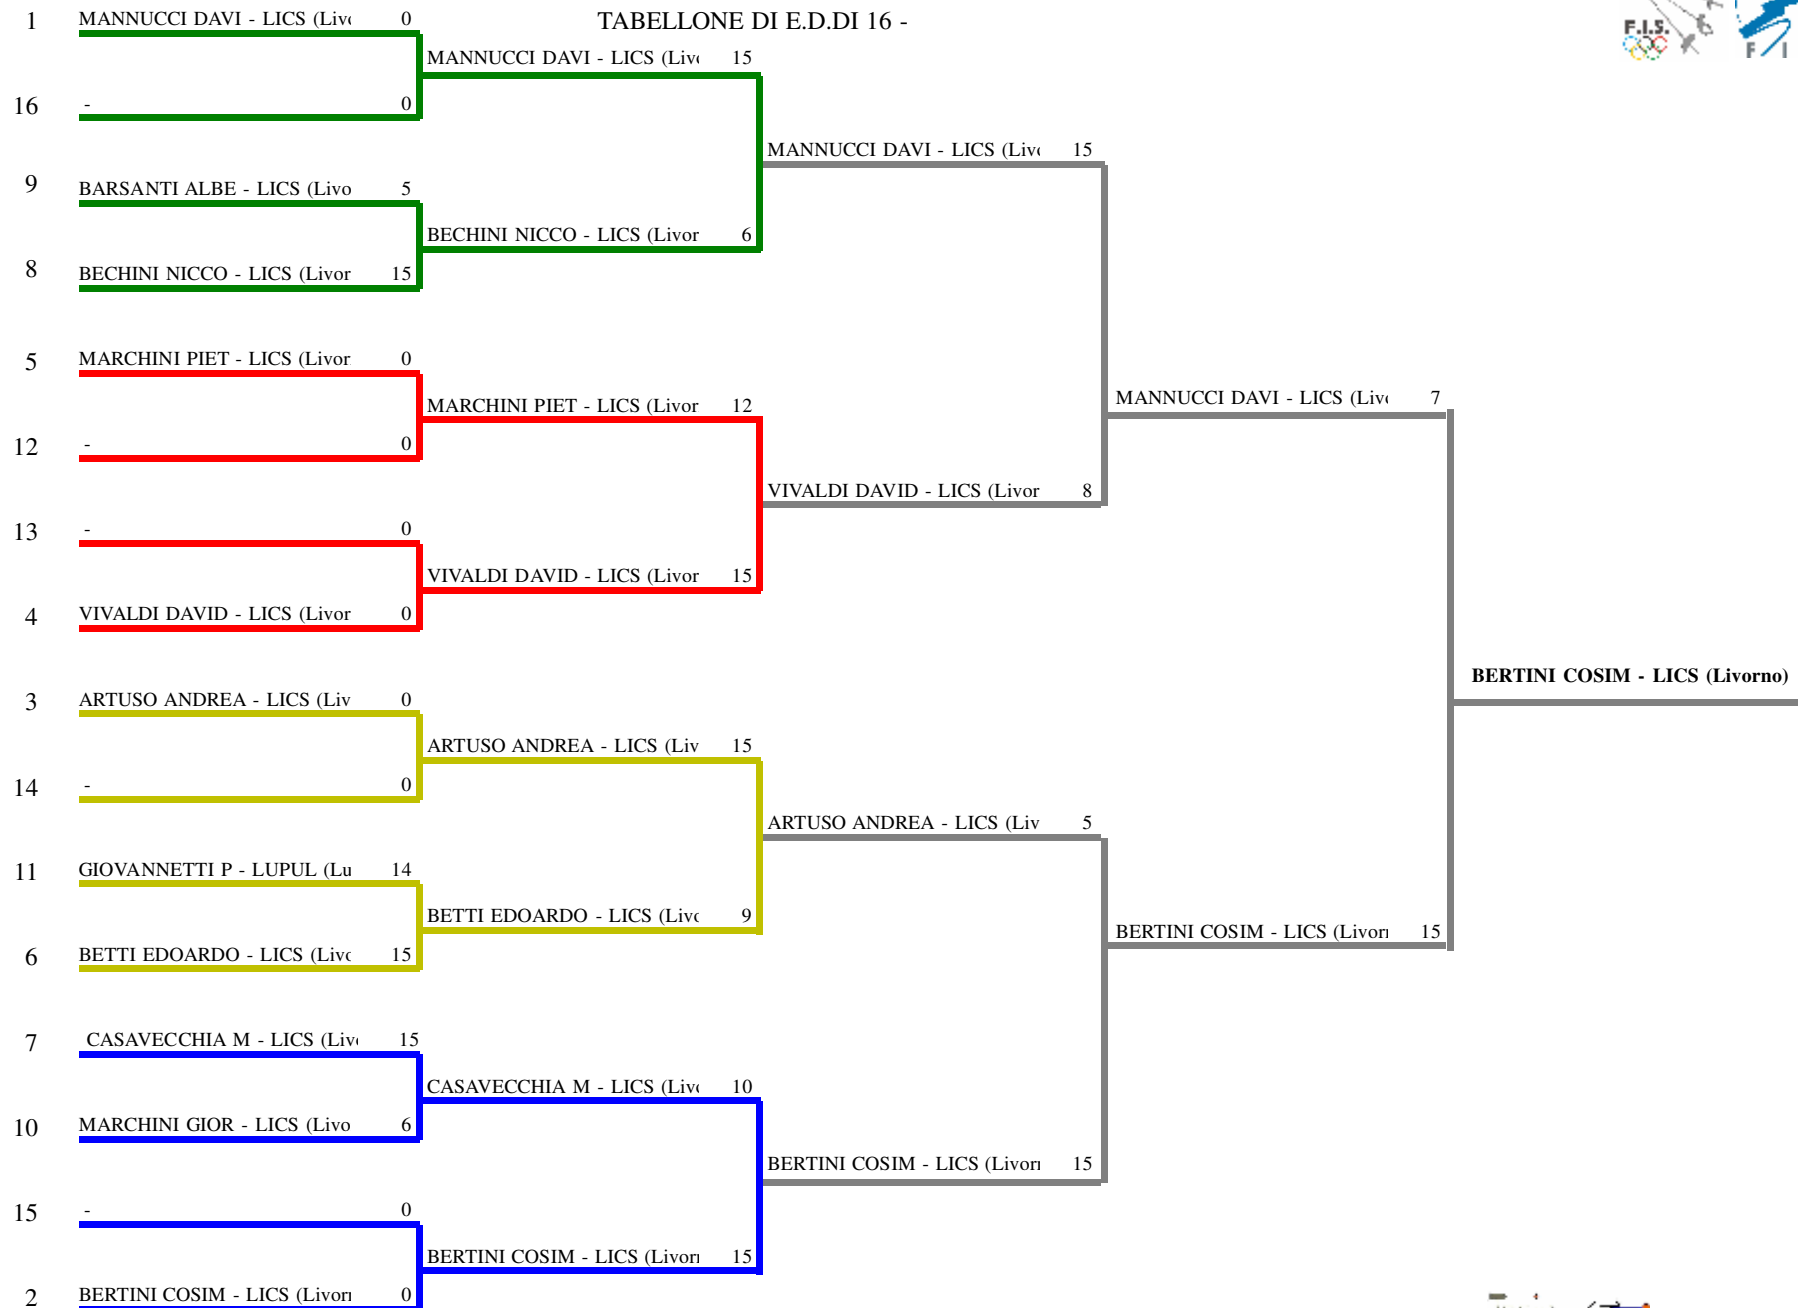 TABELLONE DI E.D.DI 16 -
F.I.S.
F I
1 MANNUCCI DAVI - LICS (Liv 0
MANNUCCI DAVI - LICS (Liv 15
16 - 0
MANNUCCI DAVI - LICS (Liv 15
9 BARSANTI ALBE - LICS (Livo 5
BECHINI NICCO - LICS (Livor 6
8 BECHINI NICCO - LICS (Livor 15
5 MARCHINI PIET - LICS (Livor 0
MARCHINI PIET - LICS (Livor 12
MANNUCCI DAVI - LICS (Liv 7
12 - 0
VIVALDI DAVID - LICS (Livor 8
13 - 0
VIVALDI DAVID - LICS (Livor 15
4 VIVALDI DAVID - LICS (Livor 0
BERTINI COSIM - LICS (Livorno)
3 ARTUSO ANDREA - LICS (Liv 0
ARTUSO ANDREA - LICS (Liv 15
14 - 0
ARTUSO ANDREA - LICS (Liv 5
11 GIOVANNETTI P - LUPUL (Lu 14
BETTI EDOARDO - LICS (Liv 9
BERTINI COSIM - LICS (Livor 15
6 BETTI EDOARDO - LICS (Liv 15
7 CASAVECCHIA M - LICS (Liv 15
CASAVECCHIA M - LICS (Liv 10
10 MARCHINI GIOR - LICS (Livo 6
BERTINI COSIM - LICS (Livor 15
15 - 0
BERTINI COSIM - LICS (Livor 15
2 BERTINI COSIM - LICS (Livor 0